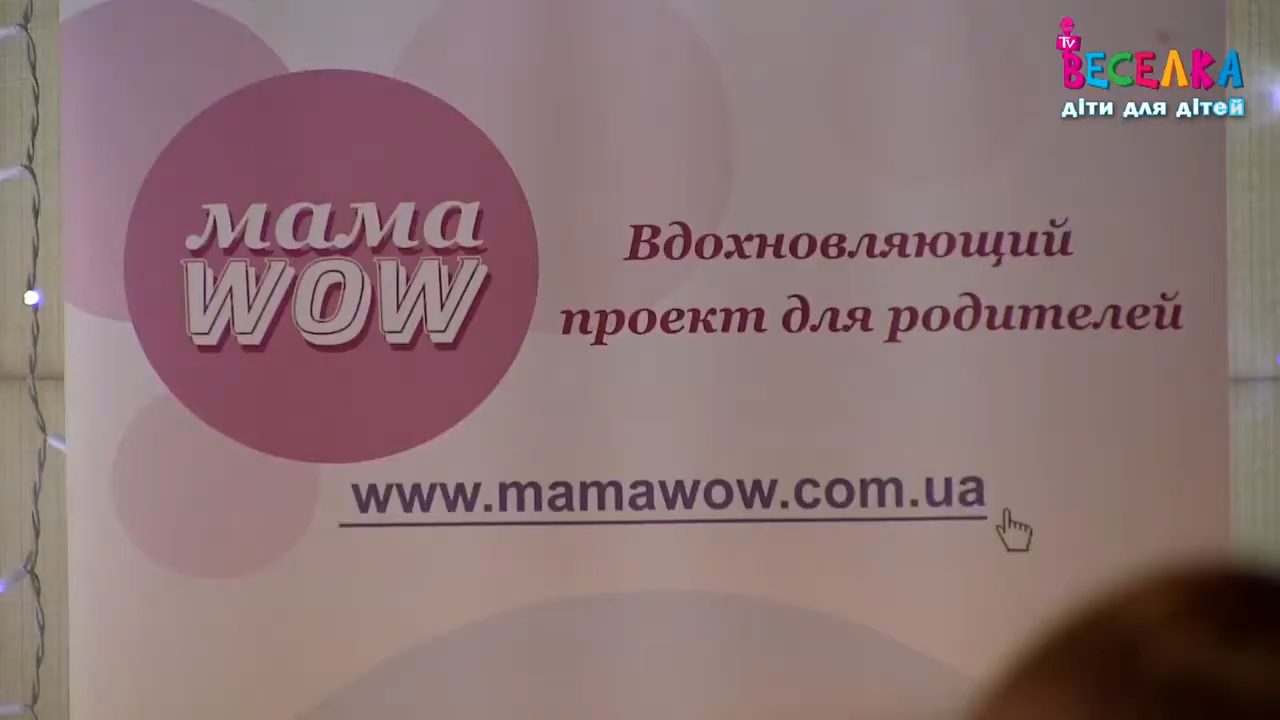 TV
ВЕСЕЛКА
діти для дітей
мама
WOW
Вдохновляющий
проект для родителей
www.mamawow.com.ua